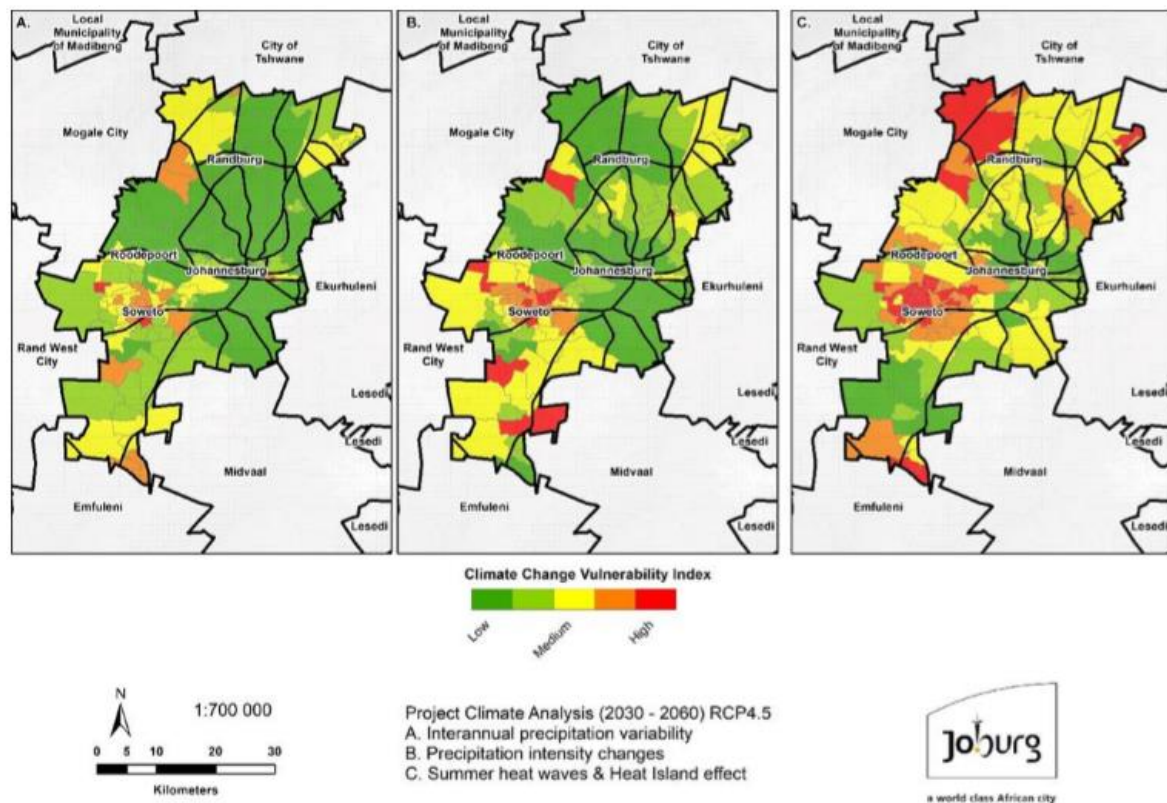 A.
Local
Municipality
of Madibeng
City of
Tshwane
Mogale City
Randburg
Roodepoort
Johannesburg
Ekurhuleni
Soweto
Rand West
City
Lesedi
Lesedi
Midvaal
Emfuleni
Lesedi
B.
Local
Municipality
of Madibeng
City of
Tshwane
Mogale City
Randburg
Roodepoort
Johannesburg
Ekurhuleni
Soweto
Rand West
City
Lesedi
Lesedi
Midvaal
Emfuleni
Lesedi
C.
Local
Municipality
of Madibeng
City of
Tshwane
Mogale City
Randburg
Roodepoort
Johannesburg
Ekurhuleni
Soweto
Rand West
City
Lesedi
Lesedi
Midvaal
Emfuleni
Lesedi
Climate Change Vulnerability Index
Low
Medium
High
N
1:700 000
0 5 10 20 30
Kilometers
Project Climate Analysis (2030 - 2060) RCP4.5
A. Interannual precipitation variability
B. Precipitation intensity changes
C. Summer heat waves & Heat Island effect
Joburg
a world class African city